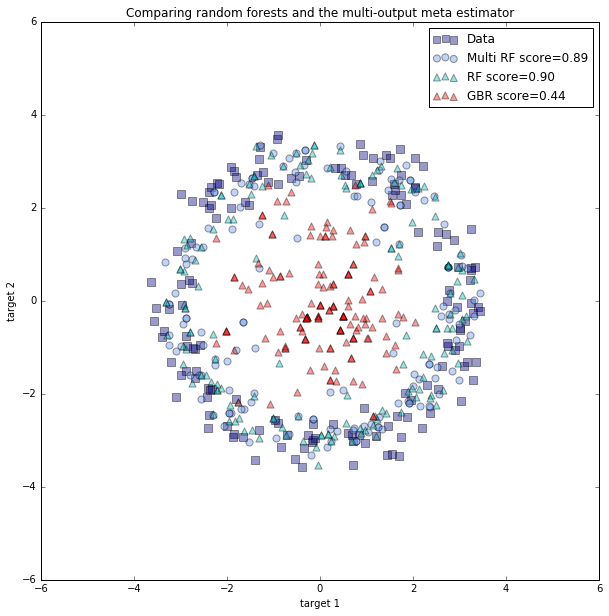 Comparing random forests and the multi-output meta estimator
Data
Multi RF score=0.89
RF score=0.90
GBR score=0.44
6
4
2
0
−2
−4
−6
target 2
−6 −4 −2 0 2 4 6
target 1